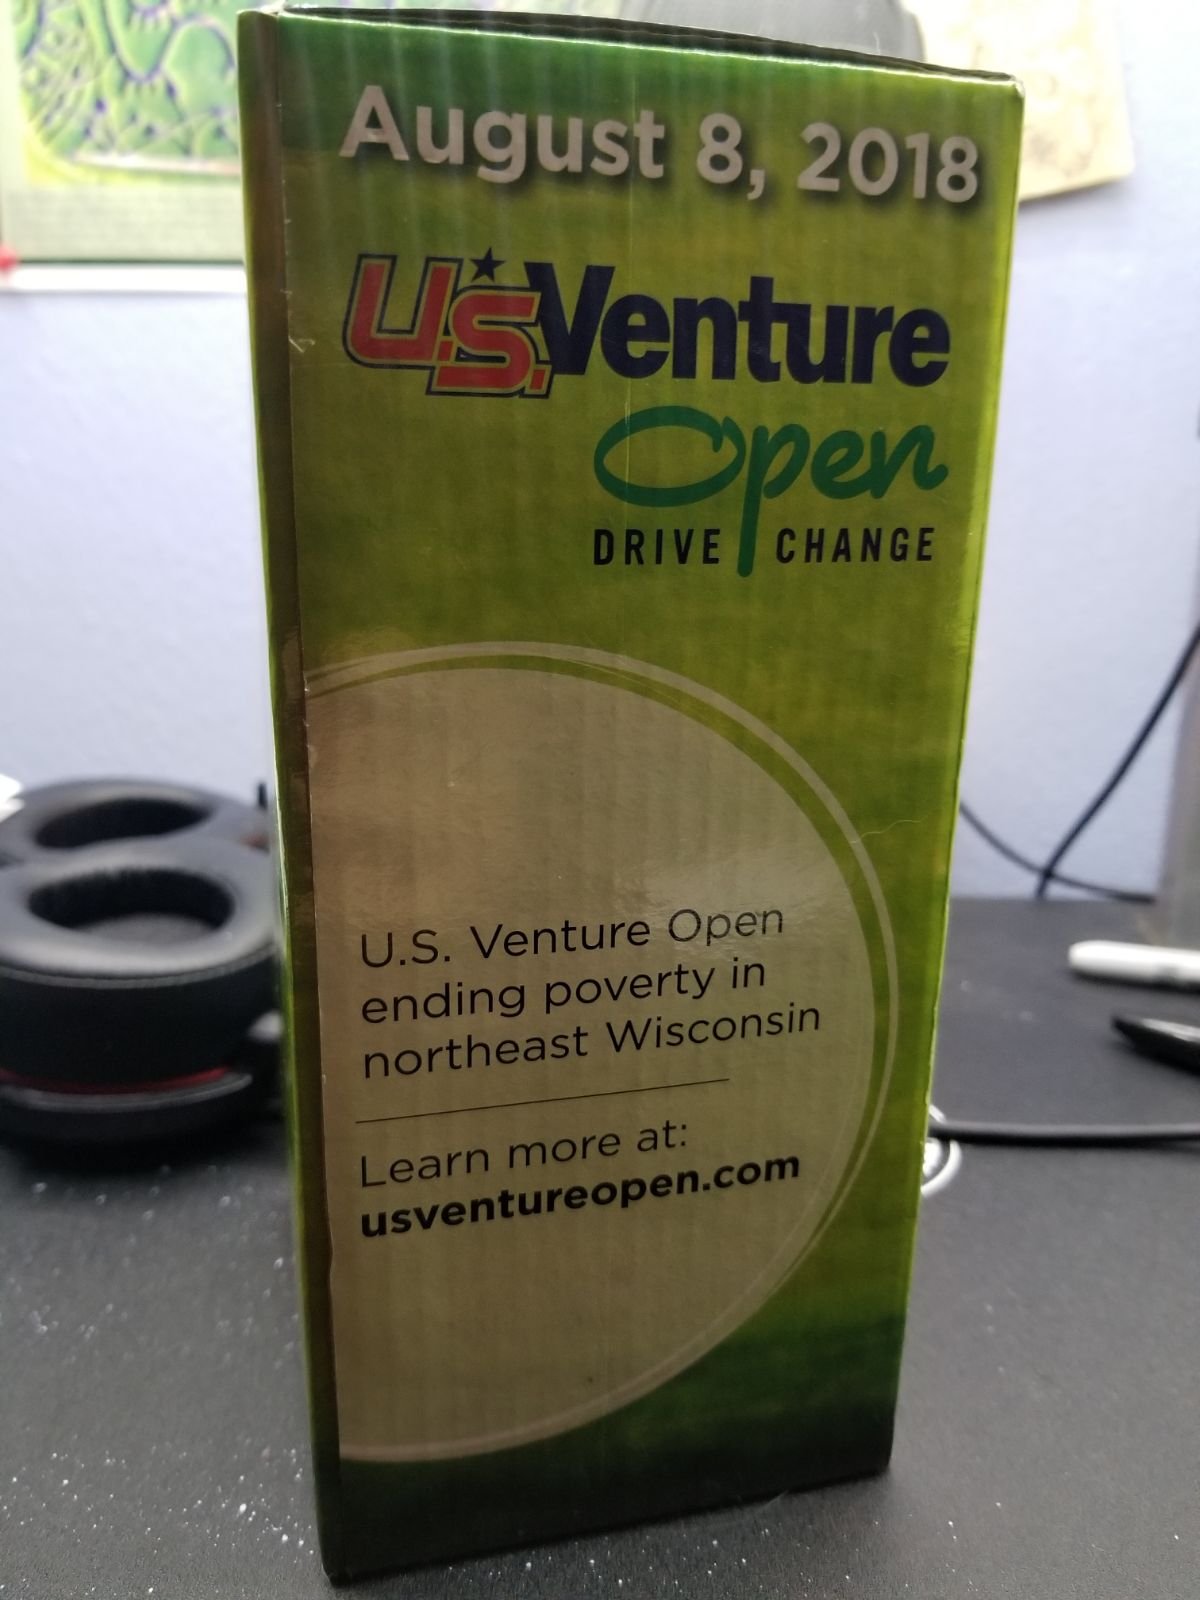 August 8, 2018
U.S. Venture
Open
DRIVE CHANGE
U.S. Venture Open
ending poverty in
northeast Wisconsin
Learn more at:
usventureopen.com